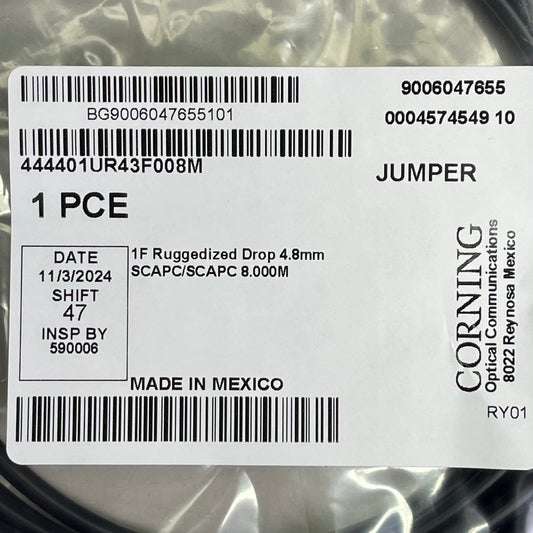 BG9006047655101
9006047655
0004574549 10
444401UR43F008M
JUMPER
1 PCE
DATE
11/3/2024
SHIFT
47
INSP BY
590006
1F Ruggedized Drop 4.8mm
SCAPC/SCAPC 8.000M
MADE IN MEXICO
CORNING
Optical Communications
8022 Reynosa Mexico
RY01